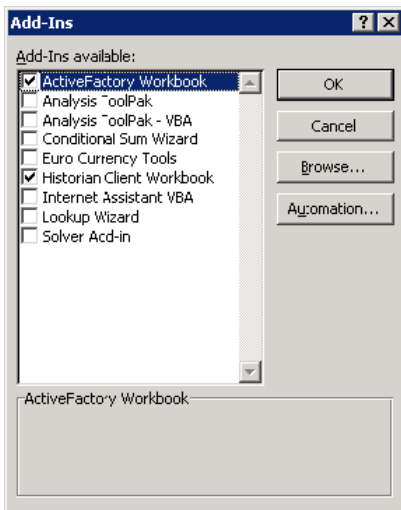 Add-Ins
Add-Ins available:
ActiveFactory Workbook
Analysis ToolPak
Analysis ToolPak - VBA
Conditional Sum Wizard
Euro Currency Tools
Historian Client Workbook
Internet Assistant VBA
Lookup Wizard
Solver Add-in
OK
Cancel
Browse...
Automation...
ActiveFactory Workbook